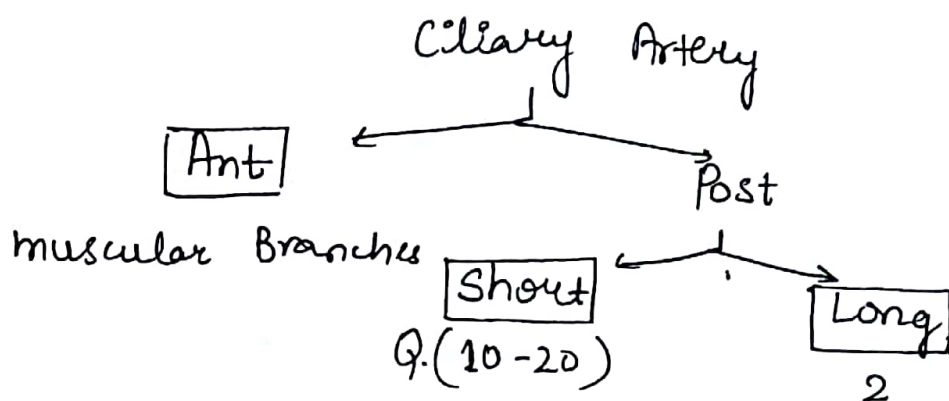 Ciliary Artery
Ant
Post
muscular Branches
Short
Long
Q. (10-20)
2